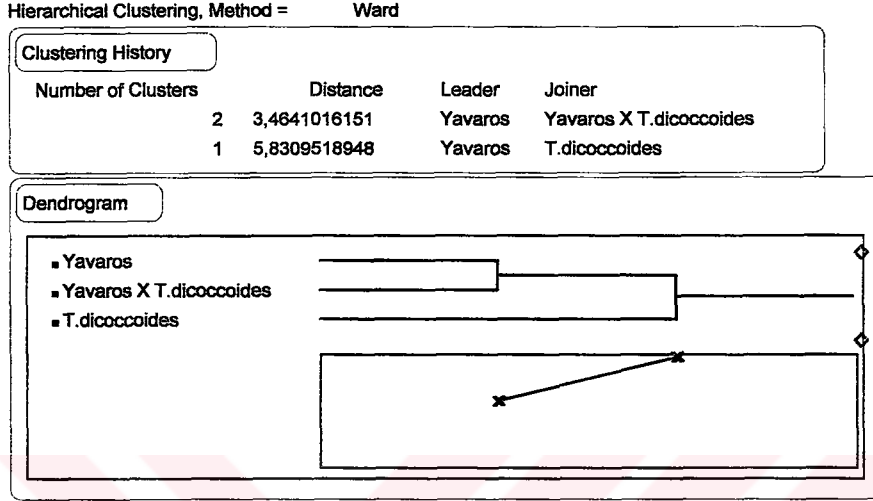 Hierarchical Clustering, Method = Ward
Clustering History
Number of Clusters Distance Leader Joiner
2 3,4641016151 Yavaros Yavaros X T.dicoccoides
1 5,8309518948 Yavaros T.dicoccoides
Dendrogram
Yavaros
Yavaros X T.dicoccoides
T.dicoccoides